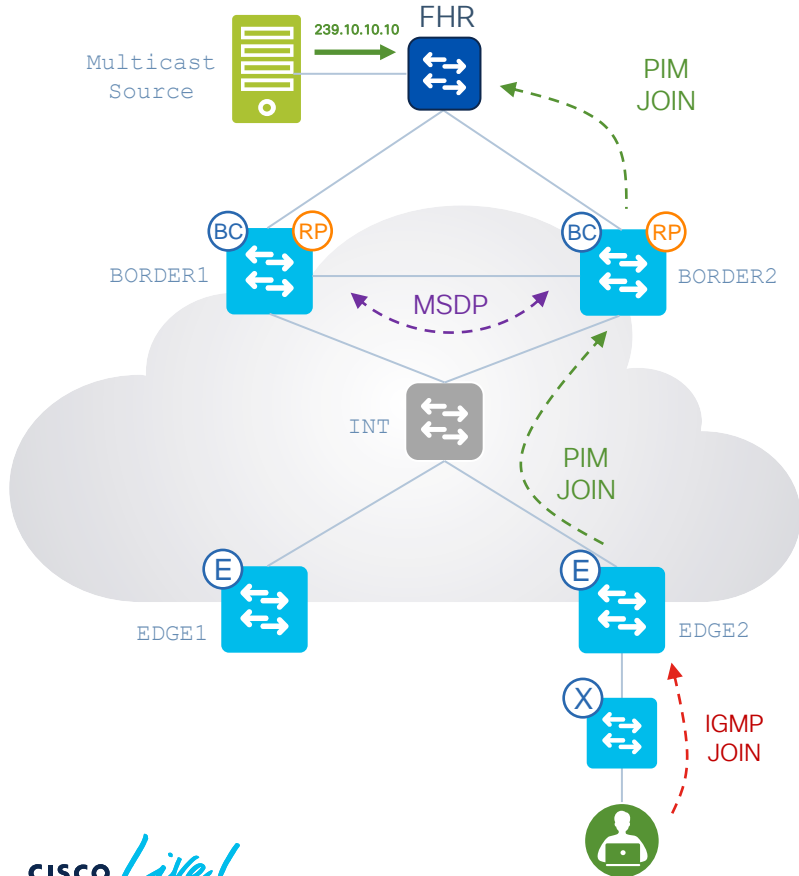 FHR
239.10.10.10
Multicast
Source
PIM
JOIN
BC
RP
BC
RP
BORDER1
BORDER2
MSDP
INT
PIM
JOIN
E
E
EDGE1
EDGE2
X
IGMP
JOIN
CISCO Live!